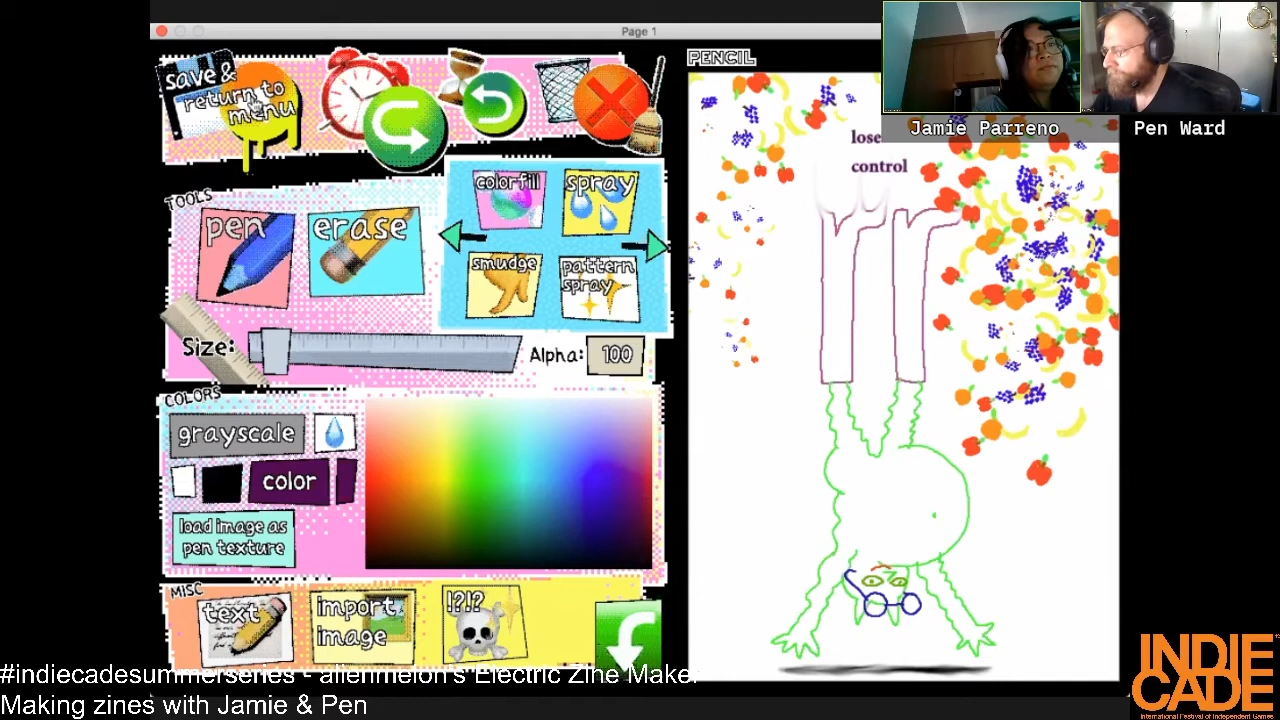 Page 1
save &
return to
menu
PENCIL
Jamie Parreno
Pen Ward
lose
control
TOOLS
pen
erase
colorfill
spray
smudge
pattern
spray
Size:
Alpha: 100
COLORS
grayscale
color
load image as
pen texture
MISC
text
import
image
!?!?
#indiecadesummerseries - alienmelon's Electric Zine Maker
Making zines with Jamie & Pen
INDIE
CADE
International Festival of Independent Games